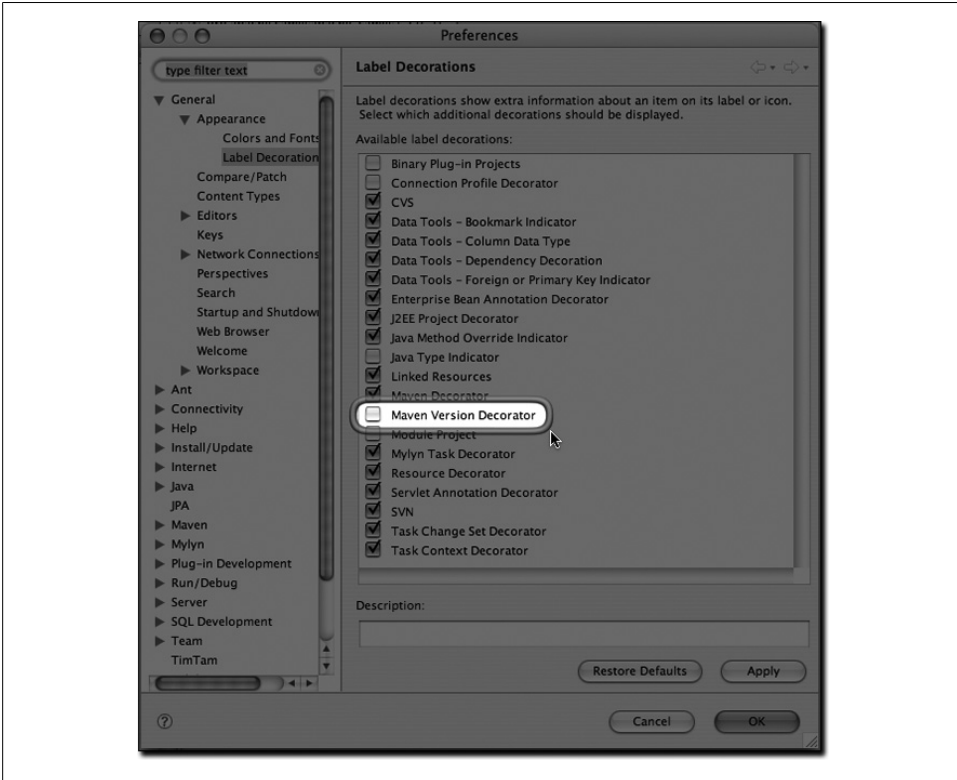 Preferences
type filter text
General
Appearance
Colors and Fonts
Label Decoration
Compare/Patch
Content Types
Editors
Keys
Network Connections
Perspectives
Search
Startup and Shutdow
Web Browser
Welcome
Workspace
Ant
Connectivity
Help
Install/Update
Internet
Java
JPA
Maven
Mylyn
Plug-in Development
Run/Debug
Server
SQL Development
Team
TimTam
Label Decorations
Label decorations show extra information about an item on its label or icon.
Select which additional decorations should be displayed.
Available label decorations:
Binary Plug-in Projects
Connection Profile Decorator
CVS
Data Tools - Bookmark Indicator
Data Tools - Column Data Type
Data Tools - Dependency Decoration
Data Tools - Foreign or Primary Key Indicator
Enterprise Bean Annotation Decorator
J2EE Project Decorator
Java Method Override Indicator
Java Type Indicator
Linked Resources
Maven Decorator
Maven Version Decorator
Module Project
Mylyn Task Decorator
Resource Decorator
Servlet Annotation Decorator
SVN
Task Change Set Decorator
Task Context Decorator
Description:
Restore Defaults
Apply
?
Cancel
OK